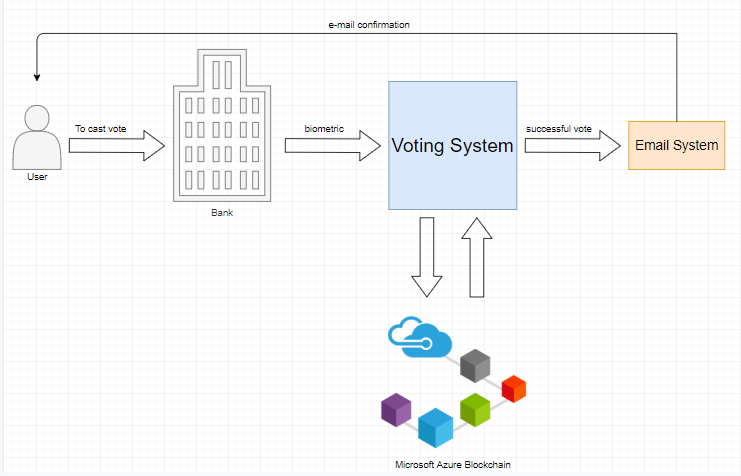 e-mail confirmation
To cast vote
biometric
successful vote
Voting System
Email System
User
Bank
Microsoft Azure Blockchain